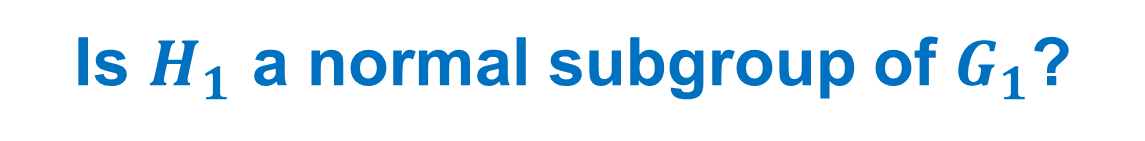 Is H₁ a normal subgroup of G₁?